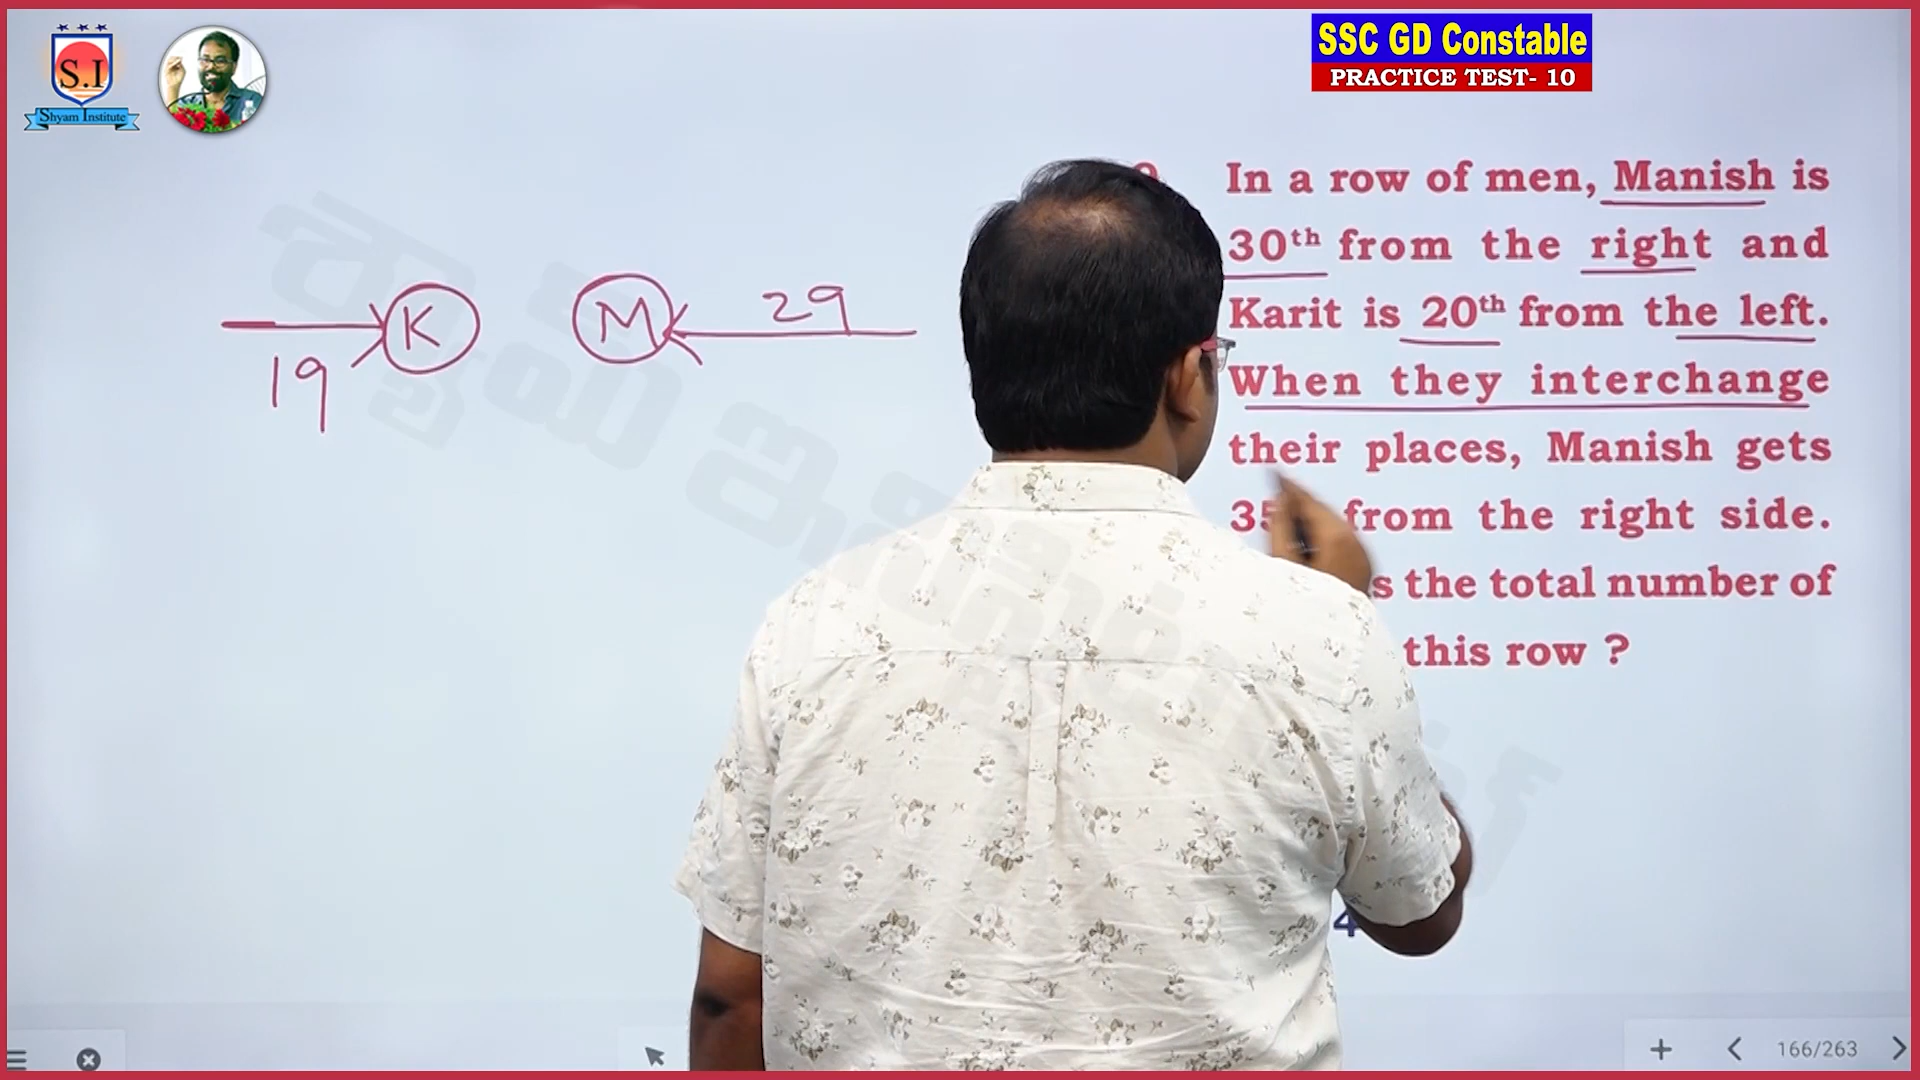 S.I
Shyam Institute
SSC GD Constable
PRACTICE TEST- 10
In a row of men, Manish is
30th from the right and
Karit is 20th from the left.
When they interchange
their places, Manish gets
from the right side.
the total number of
this row ?
K
M
29
19
4
166/263